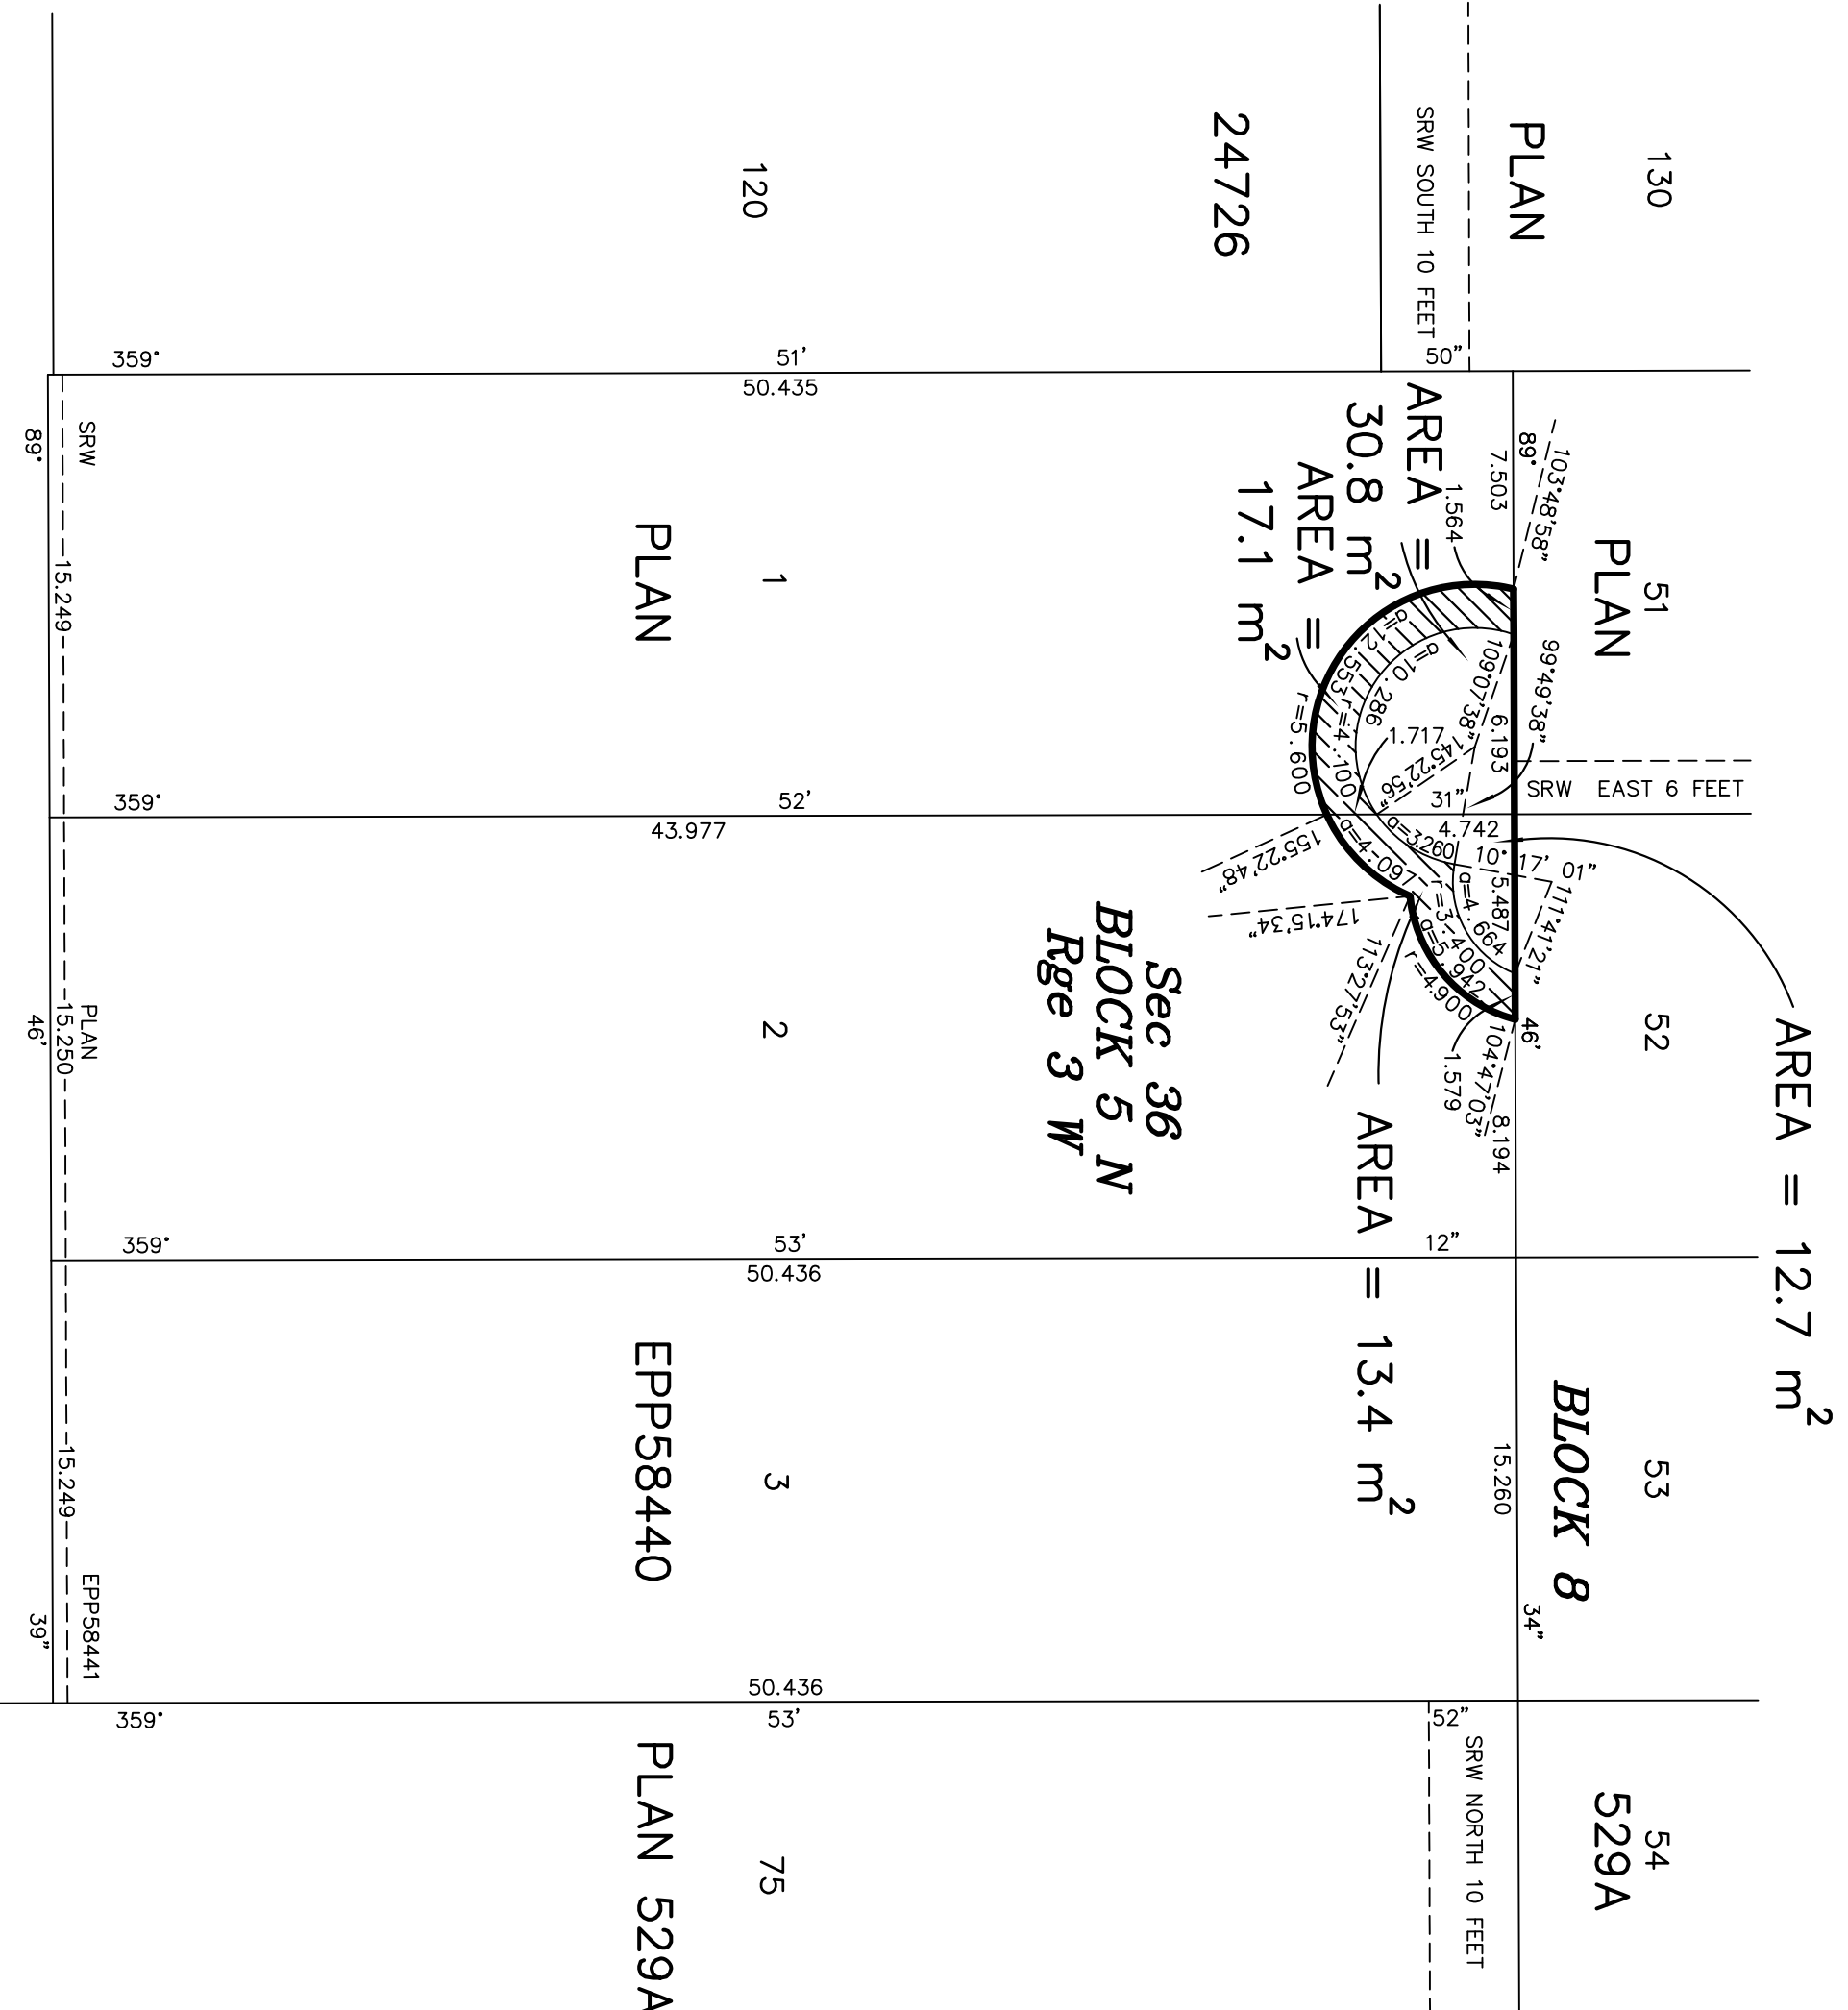 130
PLAN
SRW SOUTH 10 FEET
24726
120
359°
51'
50"
50.435
SRW
89°
15.249
PLAN
1
AREA =
30.8 m²
AREA =
17.1 m²
1.564
7.503
89°
103°48'58"
51
PLAN
99°49'38"
109°07'38"
6.193
a=12.553
a=10.286
r=4.100
r=5.600
1.717
145°22'56"
31"
SRW EAST 6 FEET
359°
52'
43.977
4.742
a=3.260
10° 17' 01"
a=4.097
155°22'48"
174°15'34"
113°27'53"
5.487
a=4.664
r=3.400
a=5.942
r=4.900
111°41'21"
46'
104°47'03"
1.579
8.194
52
AREA = 12.7 m²
Sec 36
BLOCK 5 N
Rge 3 W
2
PLAN
15.250
46'
AREA = 13.4 m²
359°
53'
12"
50.436
53
BLOCK 8
15.260
34"
3
EPP58440
15.249
EPP58441
39"
50.436
359°
53'
52"
SRW NORTH 10 FEET
54
529A
75
PLAN 529A